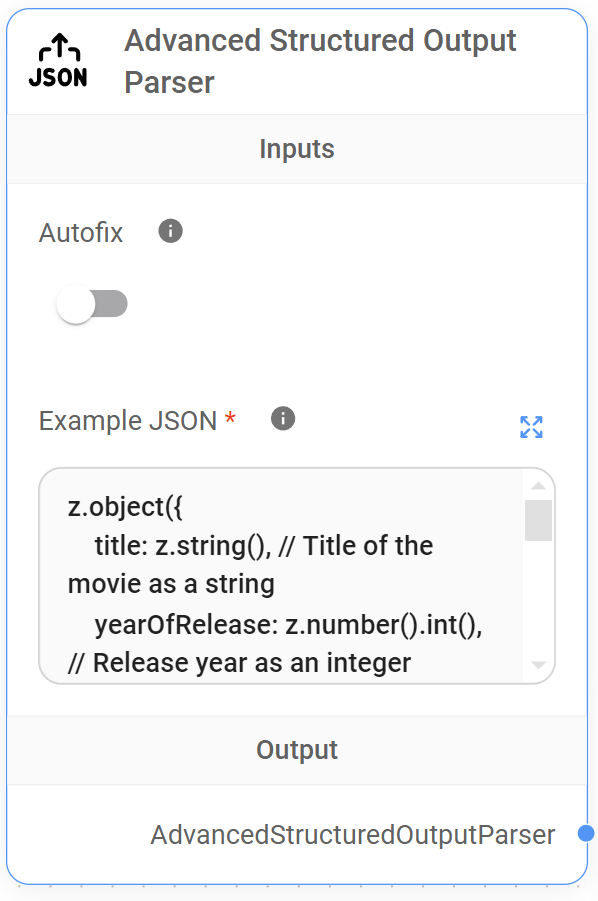 JSON
Advanced Structured Output
Parser
Inputs
Autofix
Example JSON *
z.object({
title: z.string(), // Title of the
movie as a string
yearOfRelease: z.number().int(),
// Release year as an integer
Output
AdvancedStructuredOutputParser